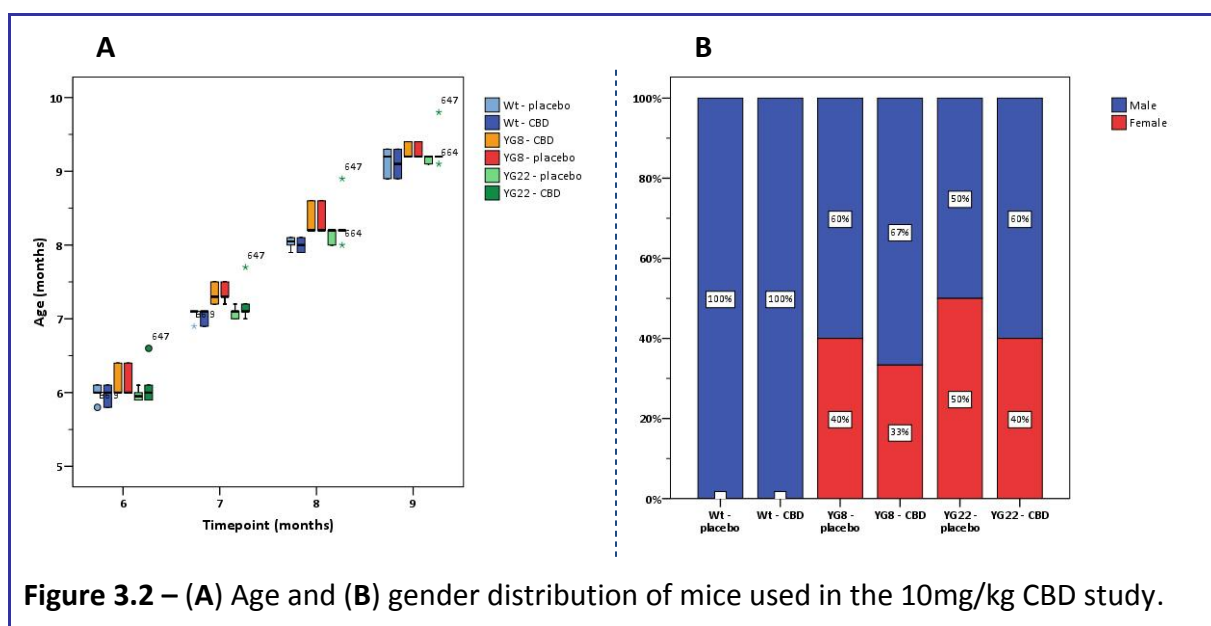 A
10
9
8
7
6
5
Age (months)
647
664
647
664
647
647
6
7
8
9
Timepoint (months)
Wt - placebo
Wt - CBD
YG8 - CBD
YG8 - placebo
YG22 - placebo
YG22 - CBD
B
100%
80%
60%
40%
20%
0%
100%
100%
60%
40%
67%
33%
50%
50%
60%
40%
Wt -
placebo
Wt - CBD
YG8 -
placebo
YG8 - CBD
YG22 -
placebo
YG22 - CBD
Male
Female
Figure 3.2 – (A) Age and (B) gender distribution of mice used in the 10mg/kg CBD study.